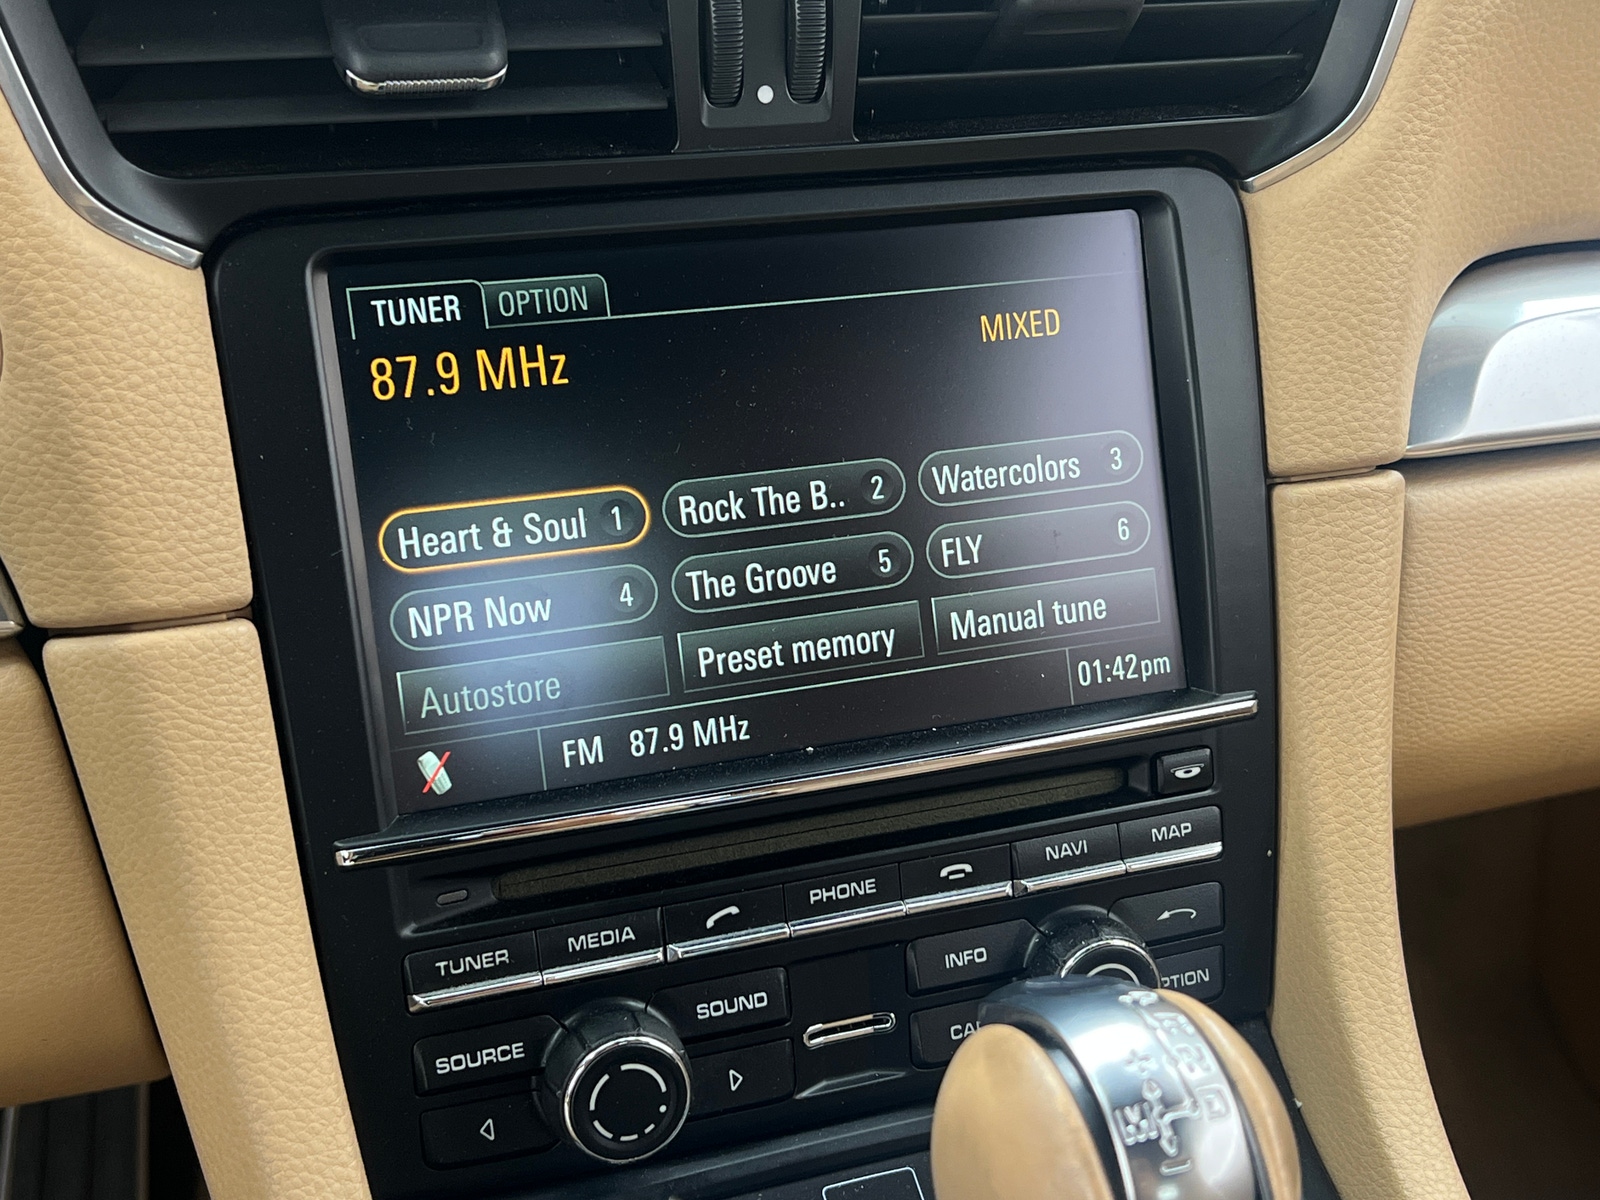 TUNER OPTION
87.9 MHz MIXED
Heart & Soul 1 Rock The B.. 2 Watercolors 3
NPR Now 4 The Groove 5 FLY 6
Autostore Preset memory Manual tune
FM 87.9 MHz 01:42pm
TUNER MEDIA PHONE NAVI MAP
SOURCE SOUND INFO